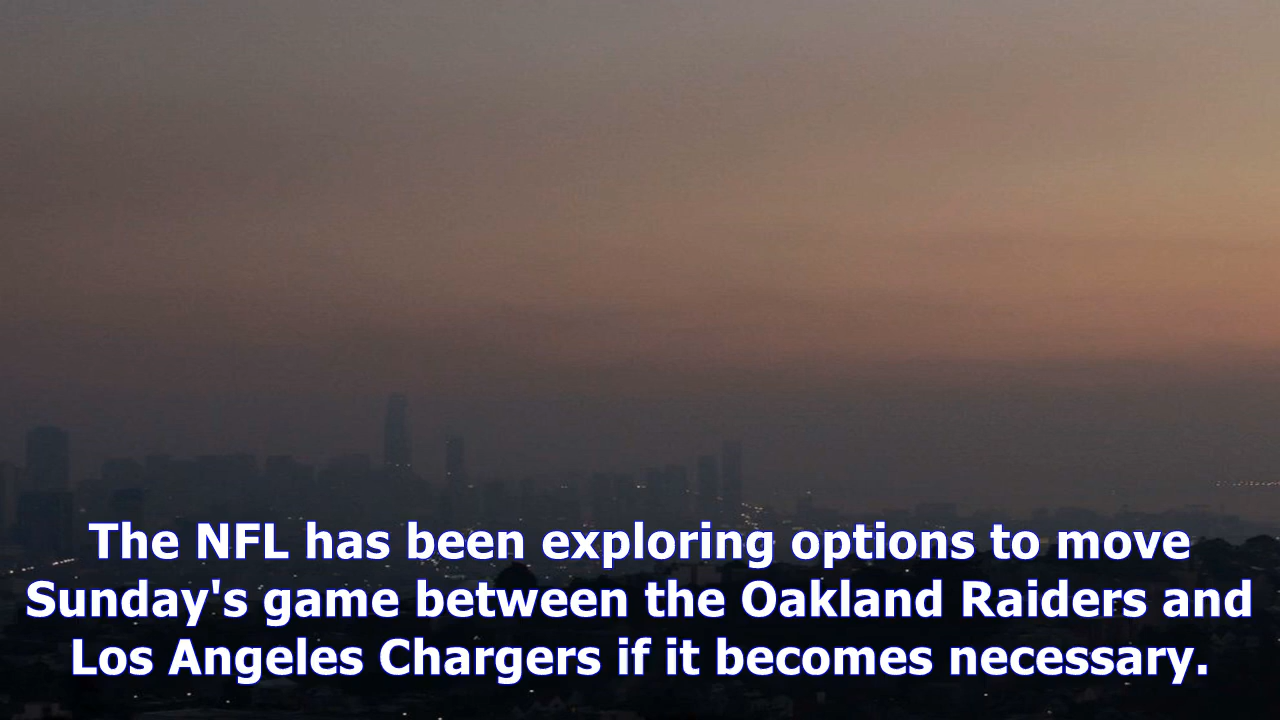 The NFL has been exploring options to move
Sunday's game between the Oakland Raiders and
Los Angeles Chargers if it becomes necessary.